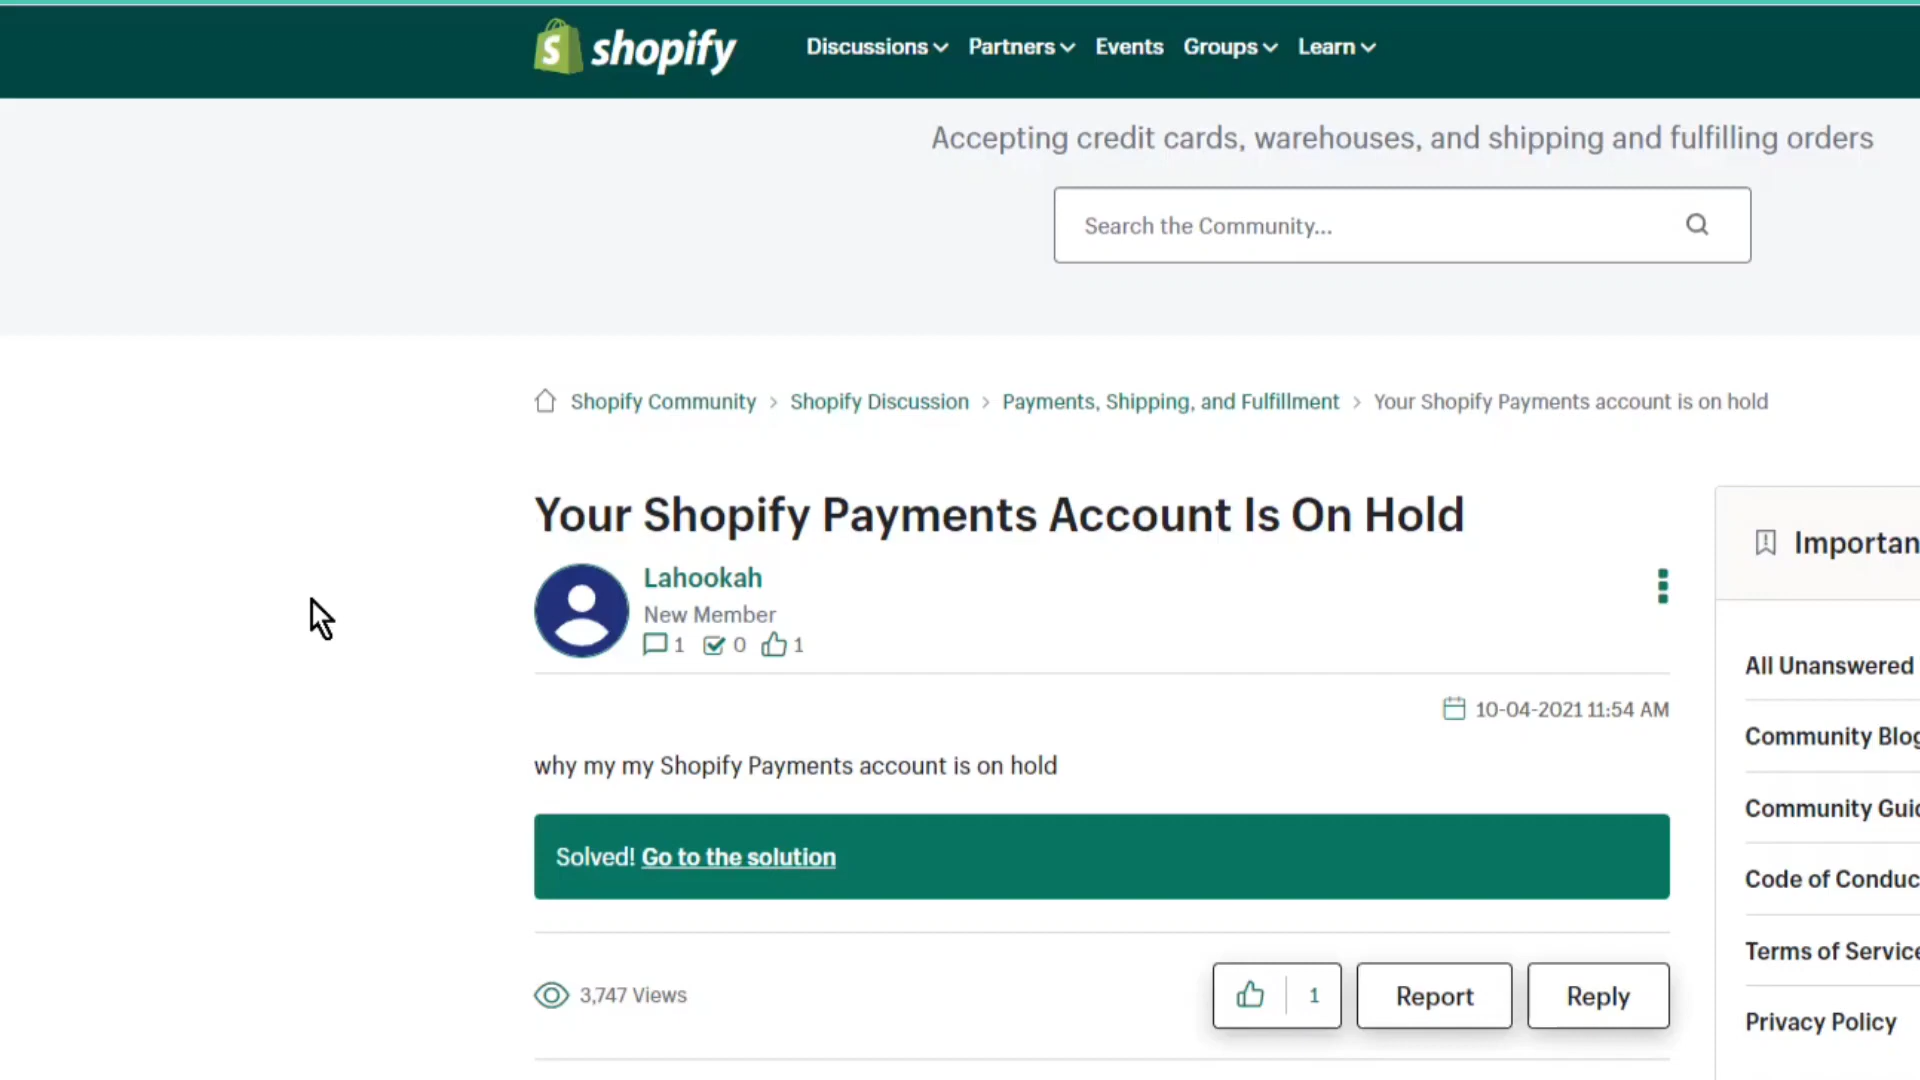 shopify
Discussions Partners Events Groups Learn
Accepting credit cards, warehouses, and shipping and fulfilling orders
Search the Community...
Shopify Community > Shopify Discussion > Payments, Shipping, and Fulfillment > Your Shopify Payments account is on hold
Your Shopify Payments Account Is On Hold
Lahookah
New Member
1 0 1
10-04-2021 11:54 AM
why my my Shopify Payments account is on hold
Solved! Go to the solution
3,747 Views
1
Report
Reply
Importan
All Unanswered
Community Blog
Community Guid
Code of Conduc
Terms of Service
Privacy Policy